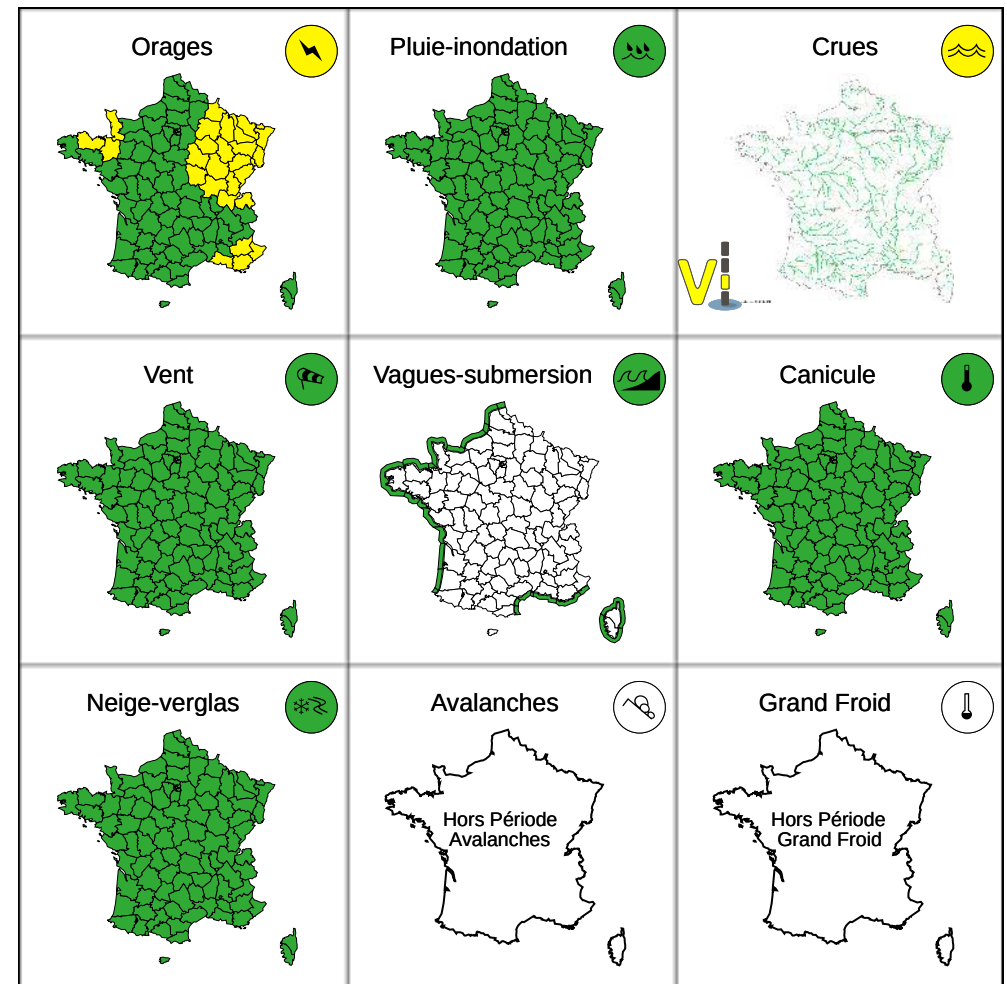 Orages
Pluie-inondation
Crues
Vent
Vagues-submersion
Canicule
Neige-verglas
Avalanches
Grand Froid
Hors Période
Avalanches
Hors Période
Grand Froid